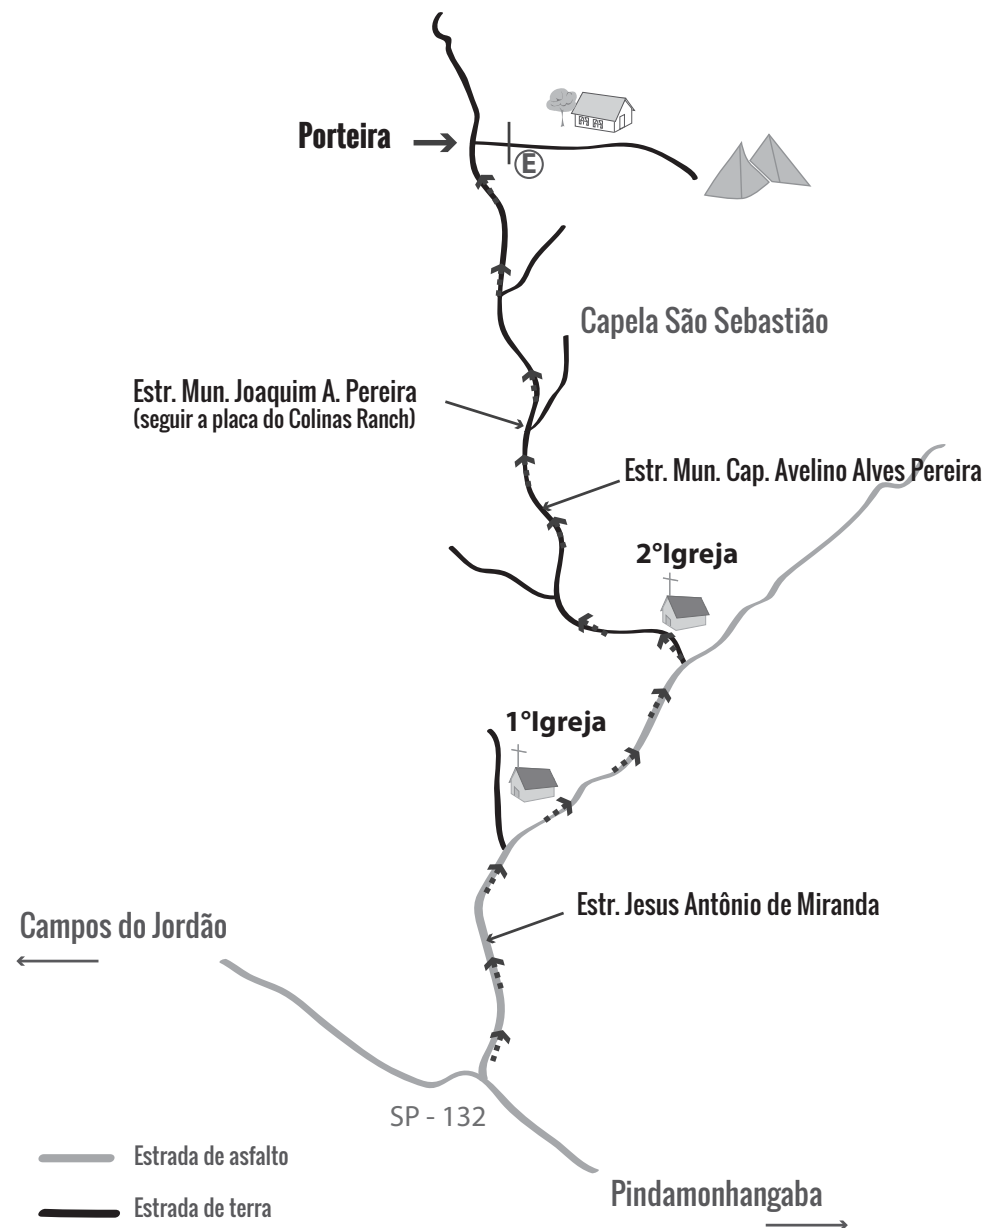 Porteira
E
Capela São Sebastião
Estr. Mun. Joaquim A. Pereira
(seguir a placa do Colinas Ranch)
Estr. Mun. Cap. Avelino Alves Pereira
2°Igreja
1°Igreja
Estr. Jesus Antônio de Miranda
Campos do Jordão
SP - 132
Estrada de asfalto
Pindamonhangaba
Estrada de terra